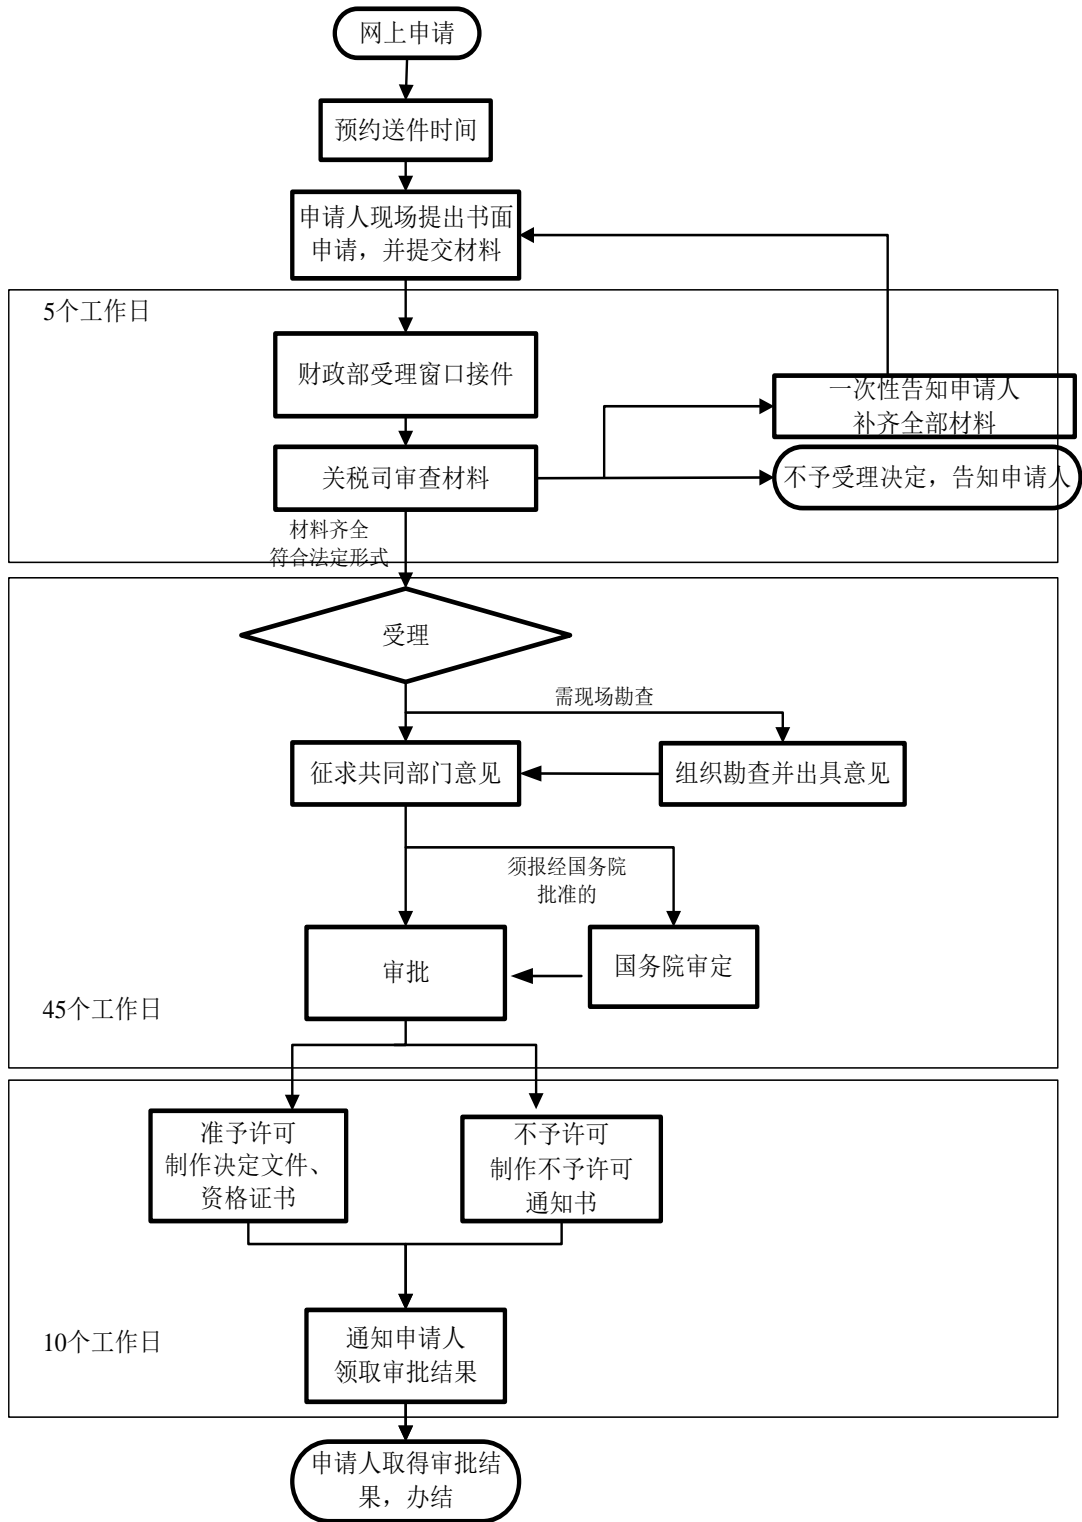 网上申请
预约送件时间
申请人现场提出书面
申请，并提交材料
5个工作日
财政部受理窗口接件
一次性告知申请人
补齐全部材料
关税司审查材料
不予受理决定，告知申请人
材料齐全
符合法定形式
受理
需现场勘查
征求共同部门意见
组织勘查并出具意见
须报经国务院
批准的
审批
国务院审定
45个工作日
准予许可
制作决定文件、
资格证书
不予许可
制作不予许可
通知书
10个工作日
通知申请人
领取审批结果
申请人取得审批结
果，办结